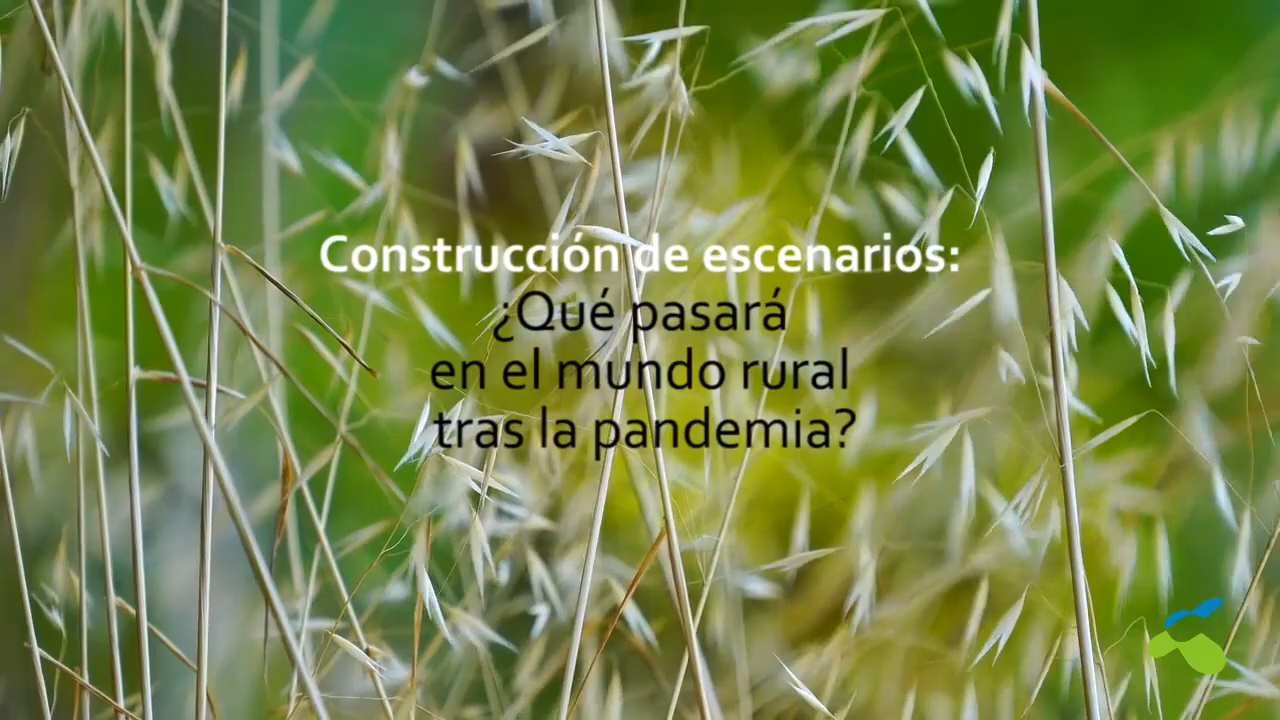 Construcción de escenarios:
¿Qué pasará
en el mundo rural
tras la pandemia?